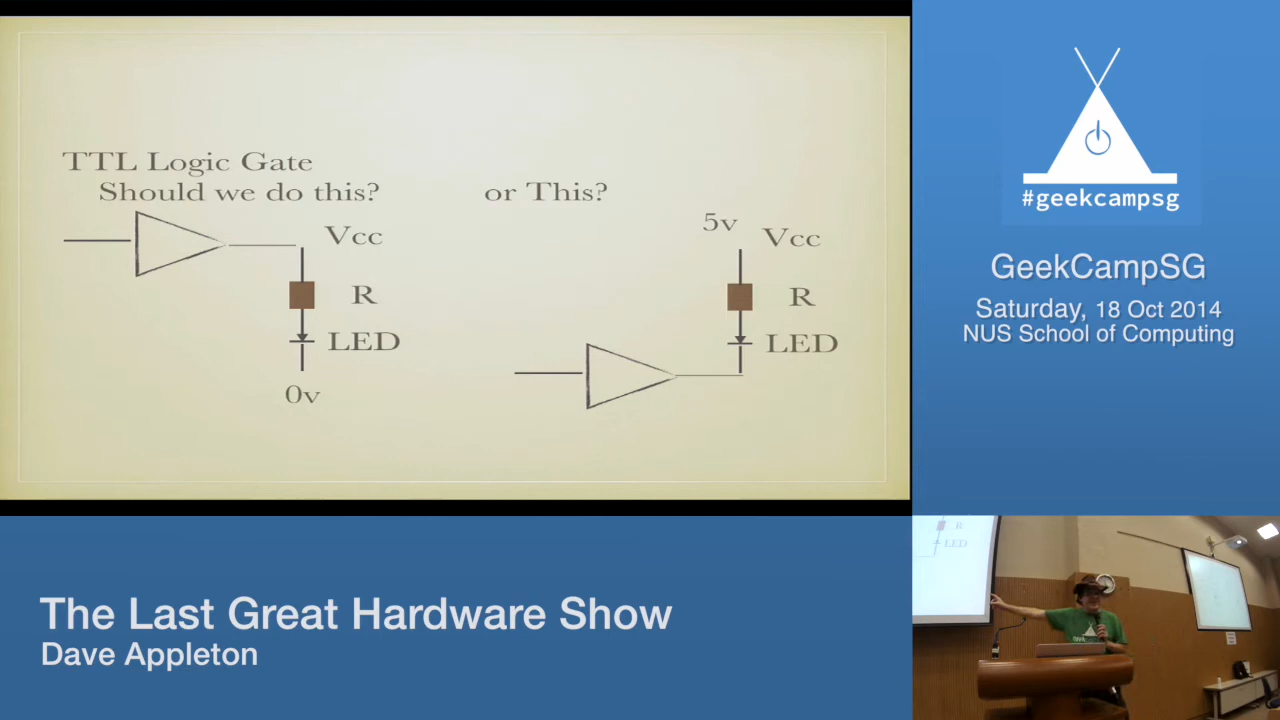 TTL Logic Gate
Should we do this?
or This?
Vcc
R
LED
0v
5v
Vcc
R
LED
#geekcampsg
GeekCampSG
Saturday, 18 Oct 2014
NUS School of Computing
The Last Great Hardware Show
Dave Appleton
R
LED